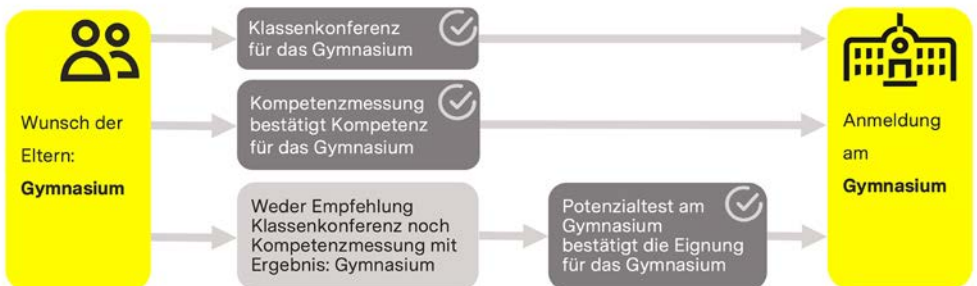 Wunsch der
Eltern:
Gymnasium
Klassenkonferenz
für das Gymnasium
Kompetenzmessung
bestätigt Kompetenz
für das Gymnasium
Weder Empfehlung
Klassenkonferenz noch
Kompetenzmessung mit
Ergebnis: Gymnasium
Potenzialtest am
Gymnasium
bestätigt die Eignung
für das Gymnasium
Anmeldung
am
Gymnasium